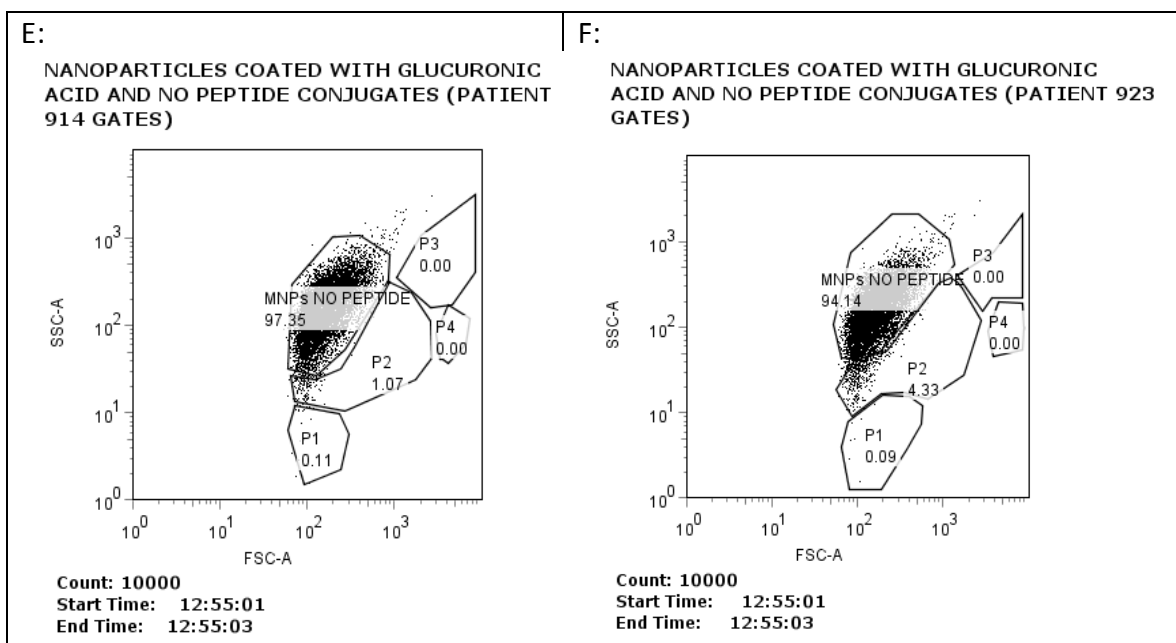 E:
NANOPARTICLES COATED WITH GLUCURONIC
ACID AND NO PEPTIDE CONJUGATES (PATIENT
914 GATES)
SSC-A
10^3
10^2
10^1
10^0
P3
0.00
MNPs NO PEPTIDE
97.35
P4
0.00
P2
1.07
P1
0.11
10^0 10^1 10^2 10^3
FSC-A
Count: 10000
Start Time: 12:55:01
End Time: 12:55:03
F:
NANOPARTICLES COATED WITH GLUCURONIC
ACID AND NO PEPTIDE CONJUGATES (PATIENT 923
GATES)
SSC-A
10^3
10^2
10^1
10^0
P3
0.00
MNPs NO PEPTIDE
94.14
P4
0.00
P2
4.33
P1
0.09
10^0 10^1 10^2 10^3
FSC-A
Count: 10000
Start Time: 12:55:01
End Time: 12:55:03